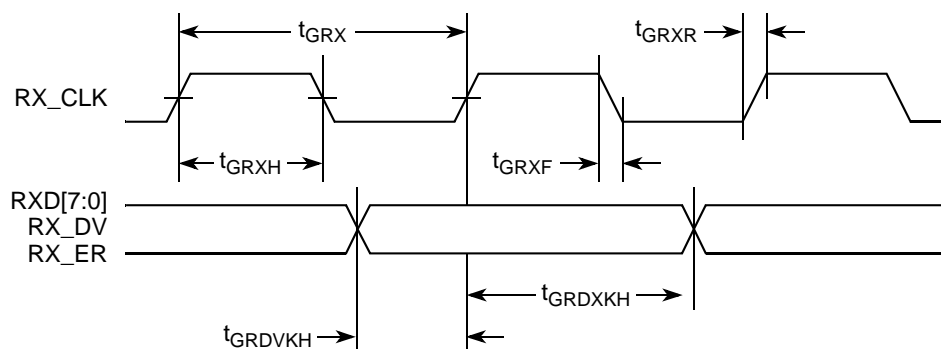 tGRX
tGRXR
RX_CLK
tGRXH
tGRXF
RXD[7:0]
RX_DV
RX_ER
tGRDXKH
tGRDVKH